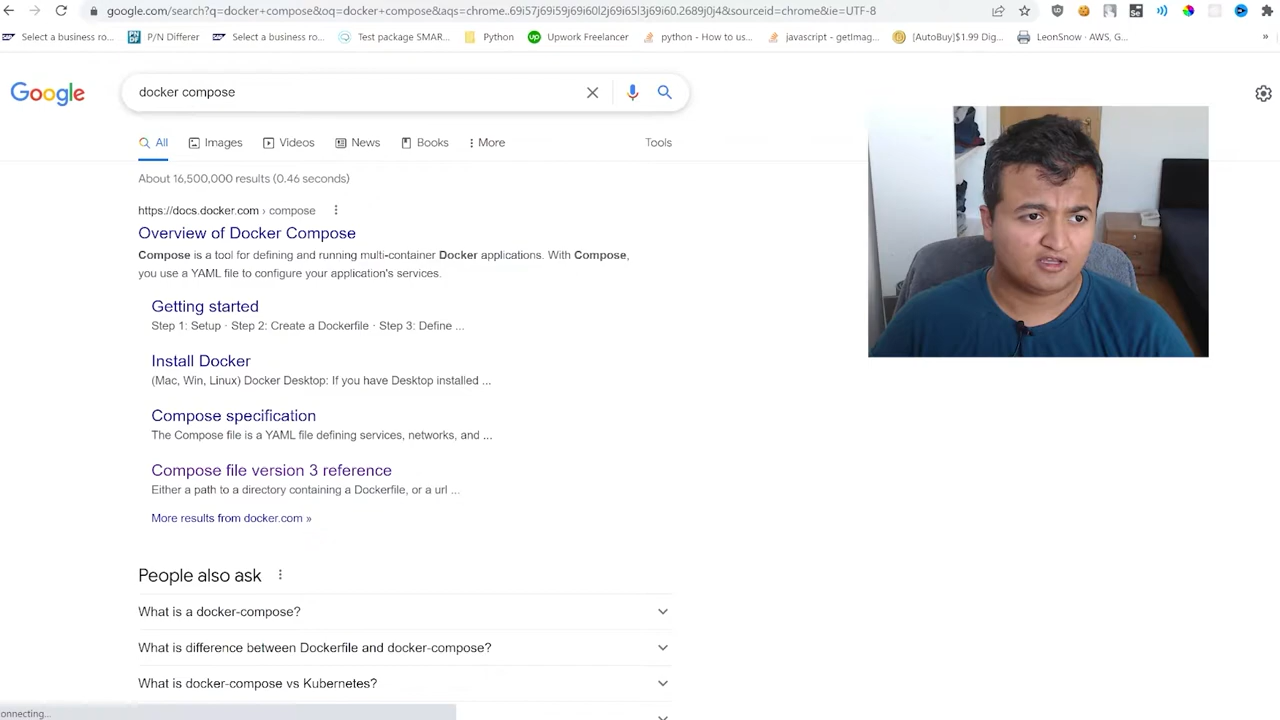 google.com/search?q=docker+compose&oq=docker+compose&aqs=chrome..69i57j69i59j69i60l2j69i65l3j69i60.2689j0j4&sourceid=chrome&ie=UTF-8
Select a business ro... P/N Differer Select a business ro... Test package SMAR... Python Upwork Freelancer python - How to us... javascript - getImag... [AutoBuy]$1.99 Dig... LeonSnow · AWS, G... »
Google docker compose
All Images Videos News Books More Tools
About 16,500,000 results (0.46 seconds)
https://docs.docker.com › compose
Overview of Docker Compose
Compose is a tool for defining and running multi-container Docker applications. With Compose,
you use a YAML file to configure your application's services.
Getting started
Step 1: Setup · Step 2: Create a Dockerfile · Step 3: Define ...
Install Docker
(Mac, Win, Linux) Docker Desktop: If you have Desktop installed ...
Compose specification
The Compose file is a YAML file defining services, networks, and ...
Compose file version 3 reference
Either a path to a directory containing a Dockerfile, or a url ...
More results from docker.com »
People also ask
What is a docker-compose?
What is difference between Dockerfile and docker-compose?
What is docker-compose vs Kubernetes?
onnecting...